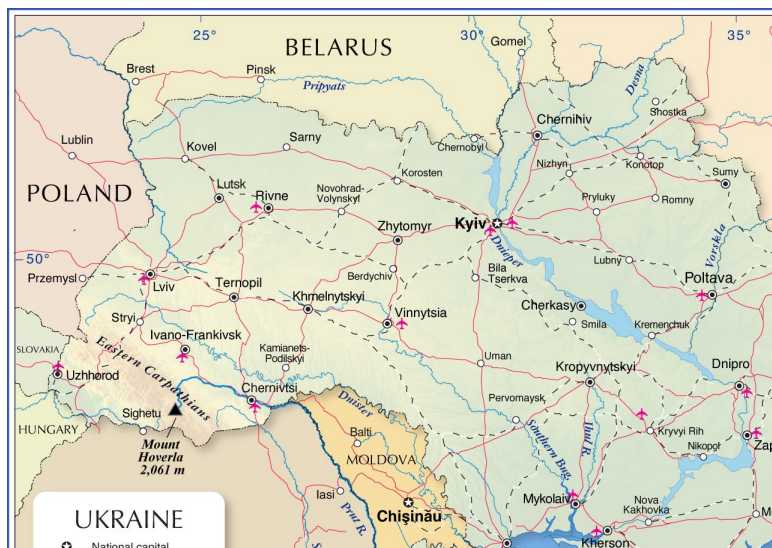 25°
30°
35°
BELARUS
Gomel
Brest
Pinsk
Pripyats
Desna
Shostka
Chernihiv
Lublin
Kovel
Sarny
Chernobyl
Nizhyn
Konotop
Sumy
Korosten
POLAND
Lutsk
Rivne
Novohrad-
Volynskyi
Pryluky
Romny
Kyiv
Zhytomyr
Dnieper
Vorskla
50°
Przemysl
Lviv
Ternopil
Berdychiv
Bila
Tserkva
Lubny
Poltava
Khmelnytskyi
Vinnytsia
Cherkasy
Stryi
Smila
Kremenchuk
Ivano-Frankivsk
Kamianets-
Podilskyi
SLOVAKIA
Eastern Carpathians
Uman
Uzhhorod
Chernivtsi
Kropyvnytskyi
Dnipro
Dnister
Pervomaysk
Sighetu
HUNGARY
Mount
Hoverla
2,061 m
Balti
MOLDOVA
Southern Bug.
Inul R.
Kryvyi Rih
Zap
Nikopol
Iasi
Prut R.
Chişinău
Mykolaiv
Nova
Kakhovka
M
UKRAINE
S
Kherson
National capital